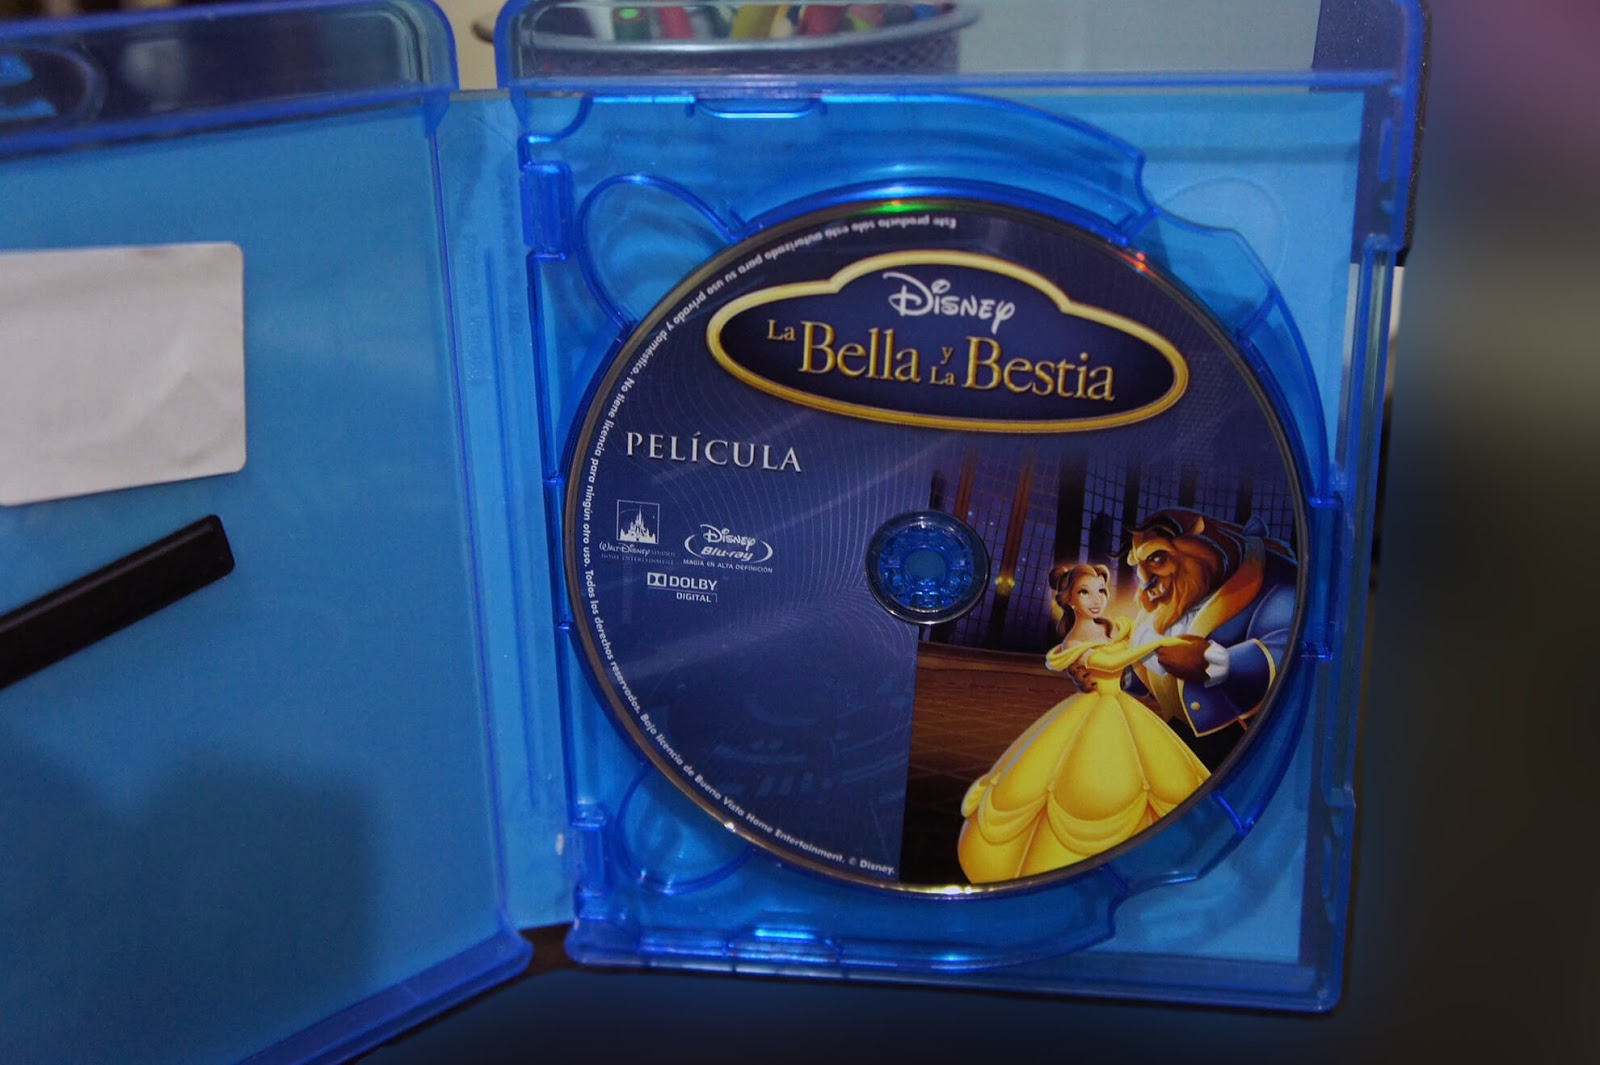 Este producto sólo está autorizado para su uso privado y doméstico. No tiene licencia para ningún otro uso. Todos los derechos reservados. Bajo licencia de Buena Vista Home Entertainment. © Disney.
DISNEY
La Bella y La Bestia
PELÍCULA
WALT DISNEY STUDIOS
HOME ENTERTAINMENT
DISNEY
Blu-ray
MAGIA EN ALTA DEFINICIÓN
DOLBY
DIGITAL